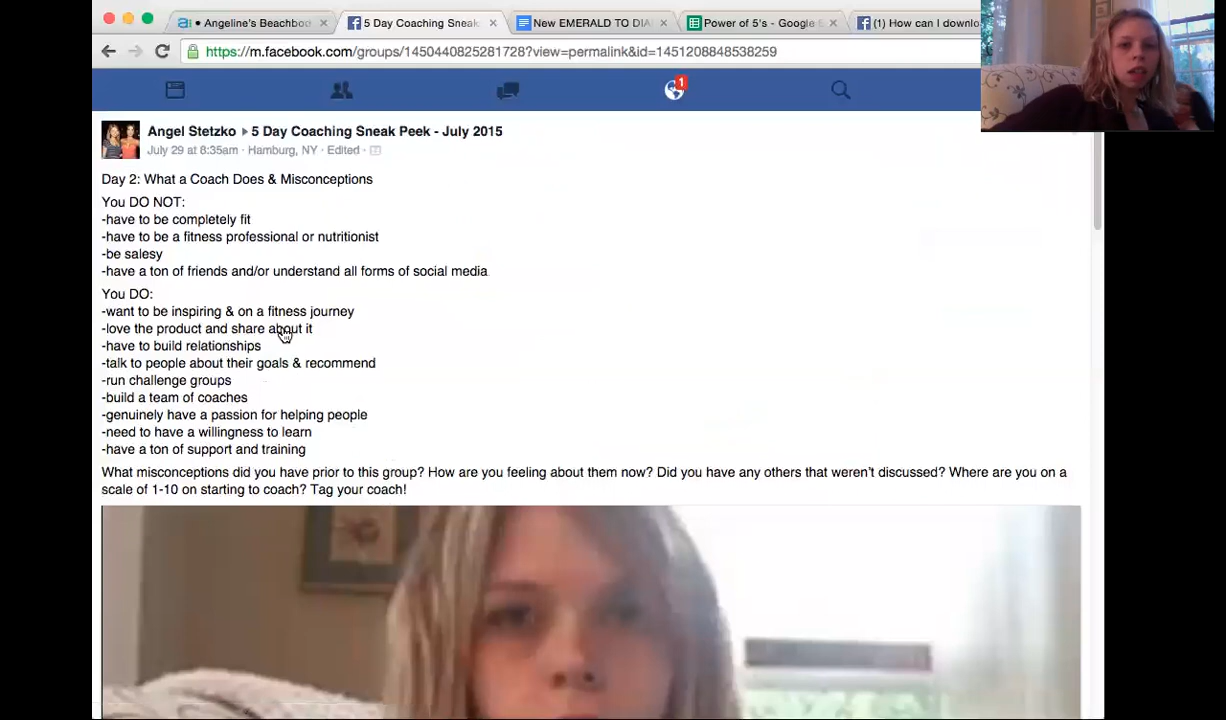 • Angeline's Beachbod
5 Day Coaching Sneak
New EMERALD TO DIA
Power of 5's - Google S
(1) How can I downlo
https://m.facebook.com/groups/1450440825281728?view=permalink&id=1451208848538259
1
Angel Stetzko ▸ 5 Day Coaching Sneak Peek - July 2015
July 29 at 8:35am · Hamburg, NY · Edited ·
Day 2: What a Coach Does & Misconceptions
You DO NOT:
-have to be completely fit
-have to be a fitness professional or nutritionist
-be salesy
-have a ton of friends and/or understand all forms of social media
You DO:
-want to be inspiring & on a fitness journey
-love the product and share about it
-have to build relationships
-talk to people about their goals & recommend
-run challenge groups
-build a team of coaches
-genuinely have a passion for helping people
-need to have a willingness to learn
-have a ton of support and training
What misconceptions did you have prior to this group? How are you feeling about them now? Did you have any others that weren't discussed? Where are you on a
scale of 1-10 on starting to coach? Tag your coach!